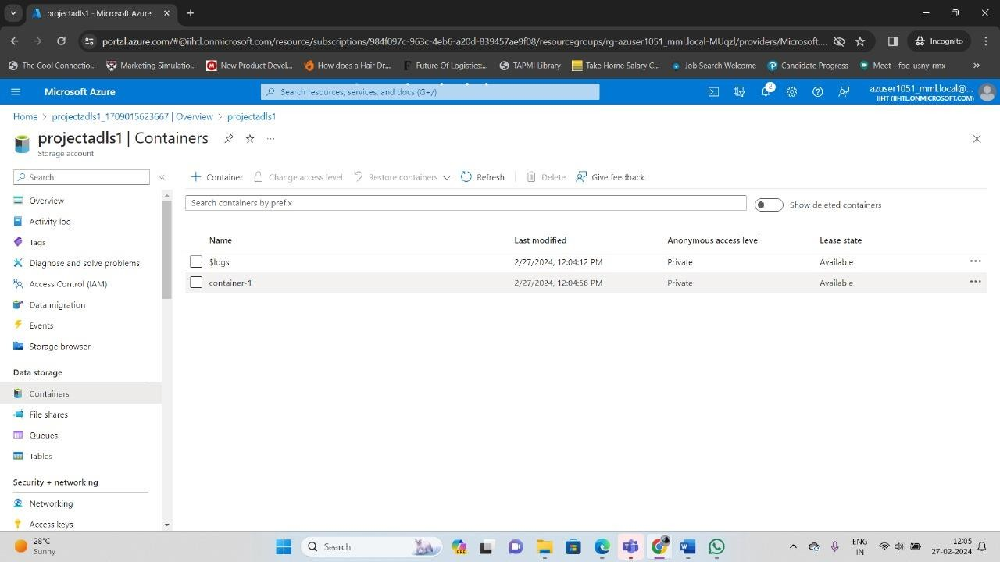 projectadls1 - Microsoft Azure
portal.azure.com/#@iihtl.onmicrosoft.com/resource/subscriptions/984f097c-963c-4eb6-a20d-839457ae9f08/resourcegroups/rg-azuser1051_mml.local-MUqzl/providers/Microsoft....
Incognito
The Cool Connectio... Marketing Simulatio... New Product Devel... How does a Hair Dr... Future Of Logistics:... TAPMI Library Take Home Salary C... Job Search Welcome Candidate Progress Meet - foq-usny-rmx
Microsoft Azure
Search resources, services, and docs (G+/)
2
azuser1051_mml.local@...
IIHT (IIHTL.ONMICROSOFT.COM)
Home > projectadls1_1709015623667 | Overview > projectadls1
projectadls1 | Containers
Storage account
Search
Container Change access level Restore containers Refresh Delete Give feedback
Search containers by prefix
Show deleted containers
Overview
Activity log
Tags
Diagnose and solve problems
Access Control (IAM)
Data migration
Events
Storage browser
Data storage
Containers
File shares
Queues
Tables
Security + networking
Networking
Access keys
Name Last modified Anonymous access level Lease state
$logs 2/27/2024, 12:04:12 PM Private Available
container-1 2/27/2024, 12:04:56 PM Private Available
28°C
Sunny
Search
PRE
ENG
IN
12:05
27-02-2024